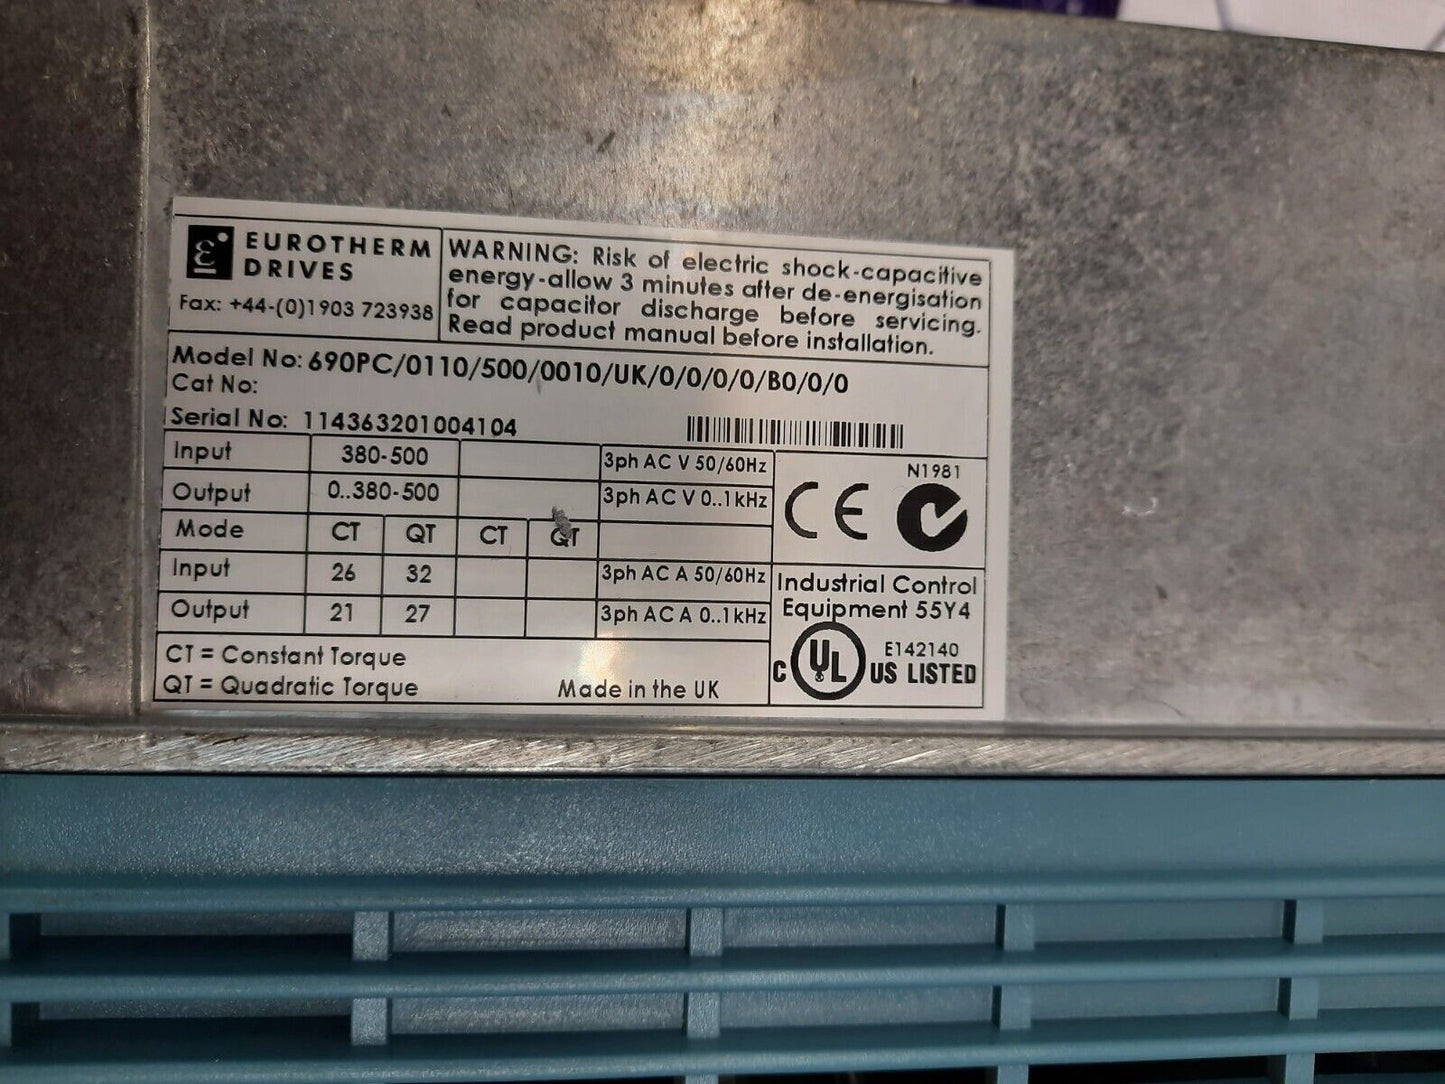 EUROTHERM
DRIVES
Fax: +44-(0)1903 723938
WARNING: Risk of electric shock-capacitive
energy-allow 3 minutes after de-energisation
for capacitor discharge before servicing.
Read product manual before installation.
Model No: 690PC/0110/500/0010/UK/0/0/0/0/B0/0/0
Cat No:
Serial No: 114363201004104
Input 380-500 3ph AC V 50/60Hz
Output 0..380-500 3ph AC V 0..1kHz
Mode CT QT CT QT
Input 26 32 3ph AC A 50/60Hz
Output 21 27 3ph AC A 0..1kHz
CT = Constant Torque
QT = Quadratic Torque
Made in the UK
N1981
CE
Industrial Control
Equipment 55Y4
E142140
C UL US LISTED